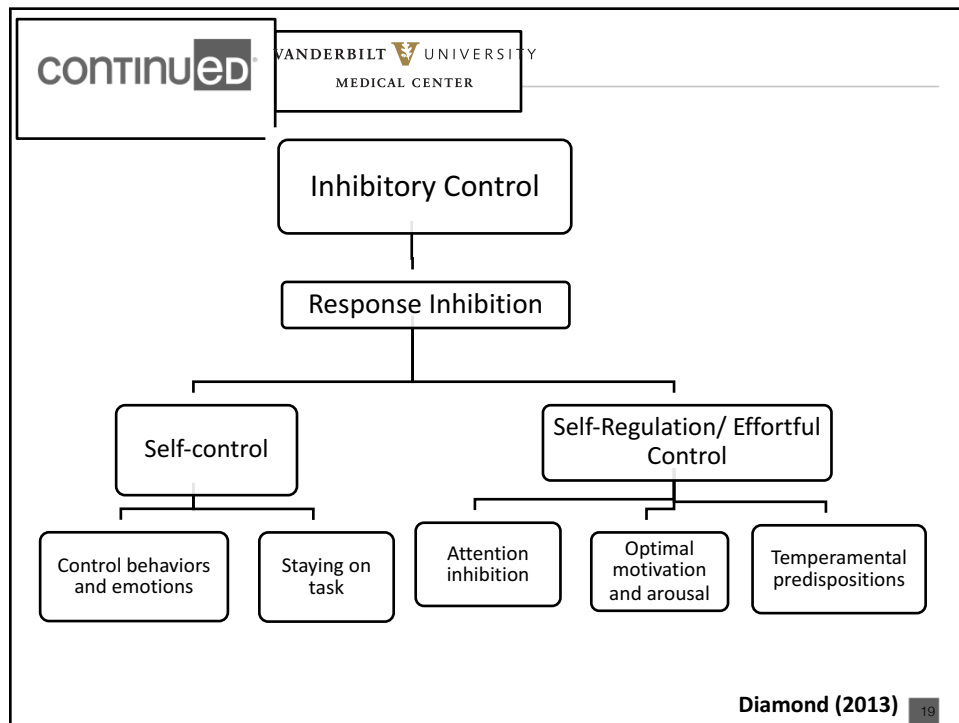 continued
VANDERBILT UNIVERSITY
MEDICAL CENTER
Inhibitory Control
Response Inhibition
Self-control
Self-Regulation/ Effortful
Control
Control behaviors
and emotions
Staying on
task
Attention
inhibition
Optimal
motivation
and arousal
Temperamental
predispositions
Diamond (2013)
19